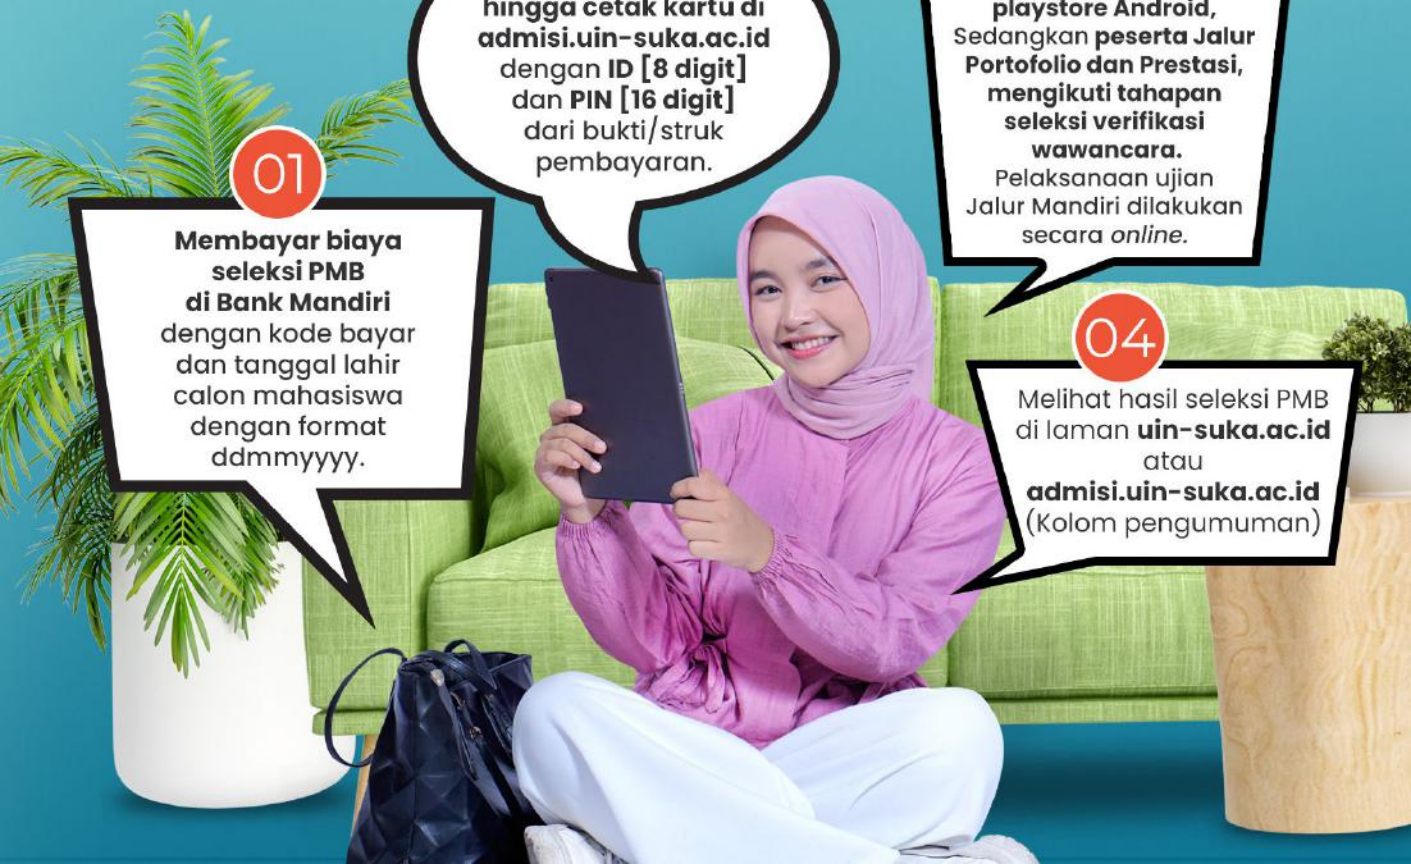 01
Membayar biaya
seleksi PMB
di Bank Mandiri
dengan kode bayar
dan tanggal lahir
calon mahasiswa
dengan format
ddmmyyyy.
hingga cetak kartu di
admisi.uin-suka.ac.id
dengan ID [8 digit]
dan PIN [16 digit]
dari bukti/struk
pembayaran.
playstore Android,
Sedangkan peserta Jalur
Portofolio dan Prestasi,
mengikuti tahapan
seleksi verifikasi
wawancara.
Pelaksanaan ujian
Jalur Mandiri dilakukan
secara online.
04
Melihat hasil seleksi PMB
di laman uin-suka.ac.id
atau
admisi.uin-suka.ac.id
(Kolom pengumuman)